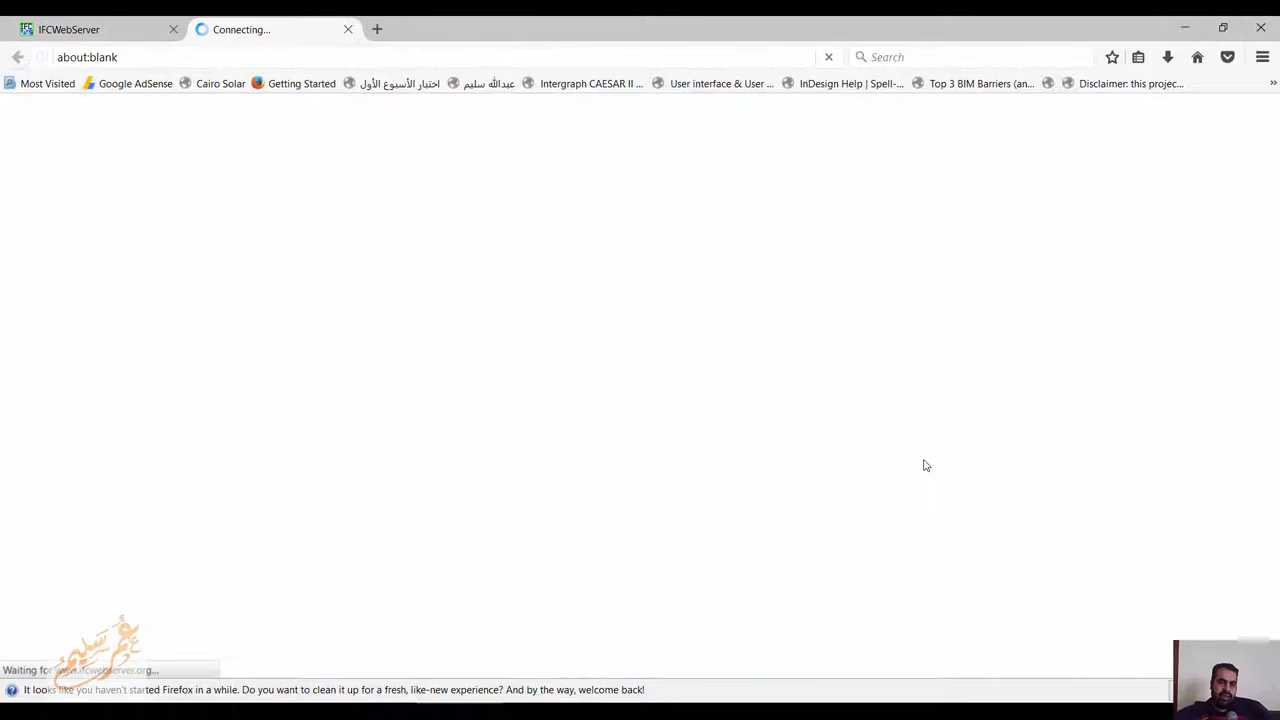 IFCWebServer
Connecting...
about:blank
Search
Most Visited
Google AdSense
Cairo Solar
Getting Started
اختبار الأسبوع الأول
عبدالله سليم
Intergraph CAESAR II ...
User interface & User ...
InDesign Help | Spell-...
Top 3 BIM Barriers (an...
Disclaimer: this projec...
عمر سليم
Waiting for www.ifcwebserver.org...
It looks like you haven't started Firefox in a while. Do you want to clean it up for a fresh, like-new experience? And by the way, welcome back!